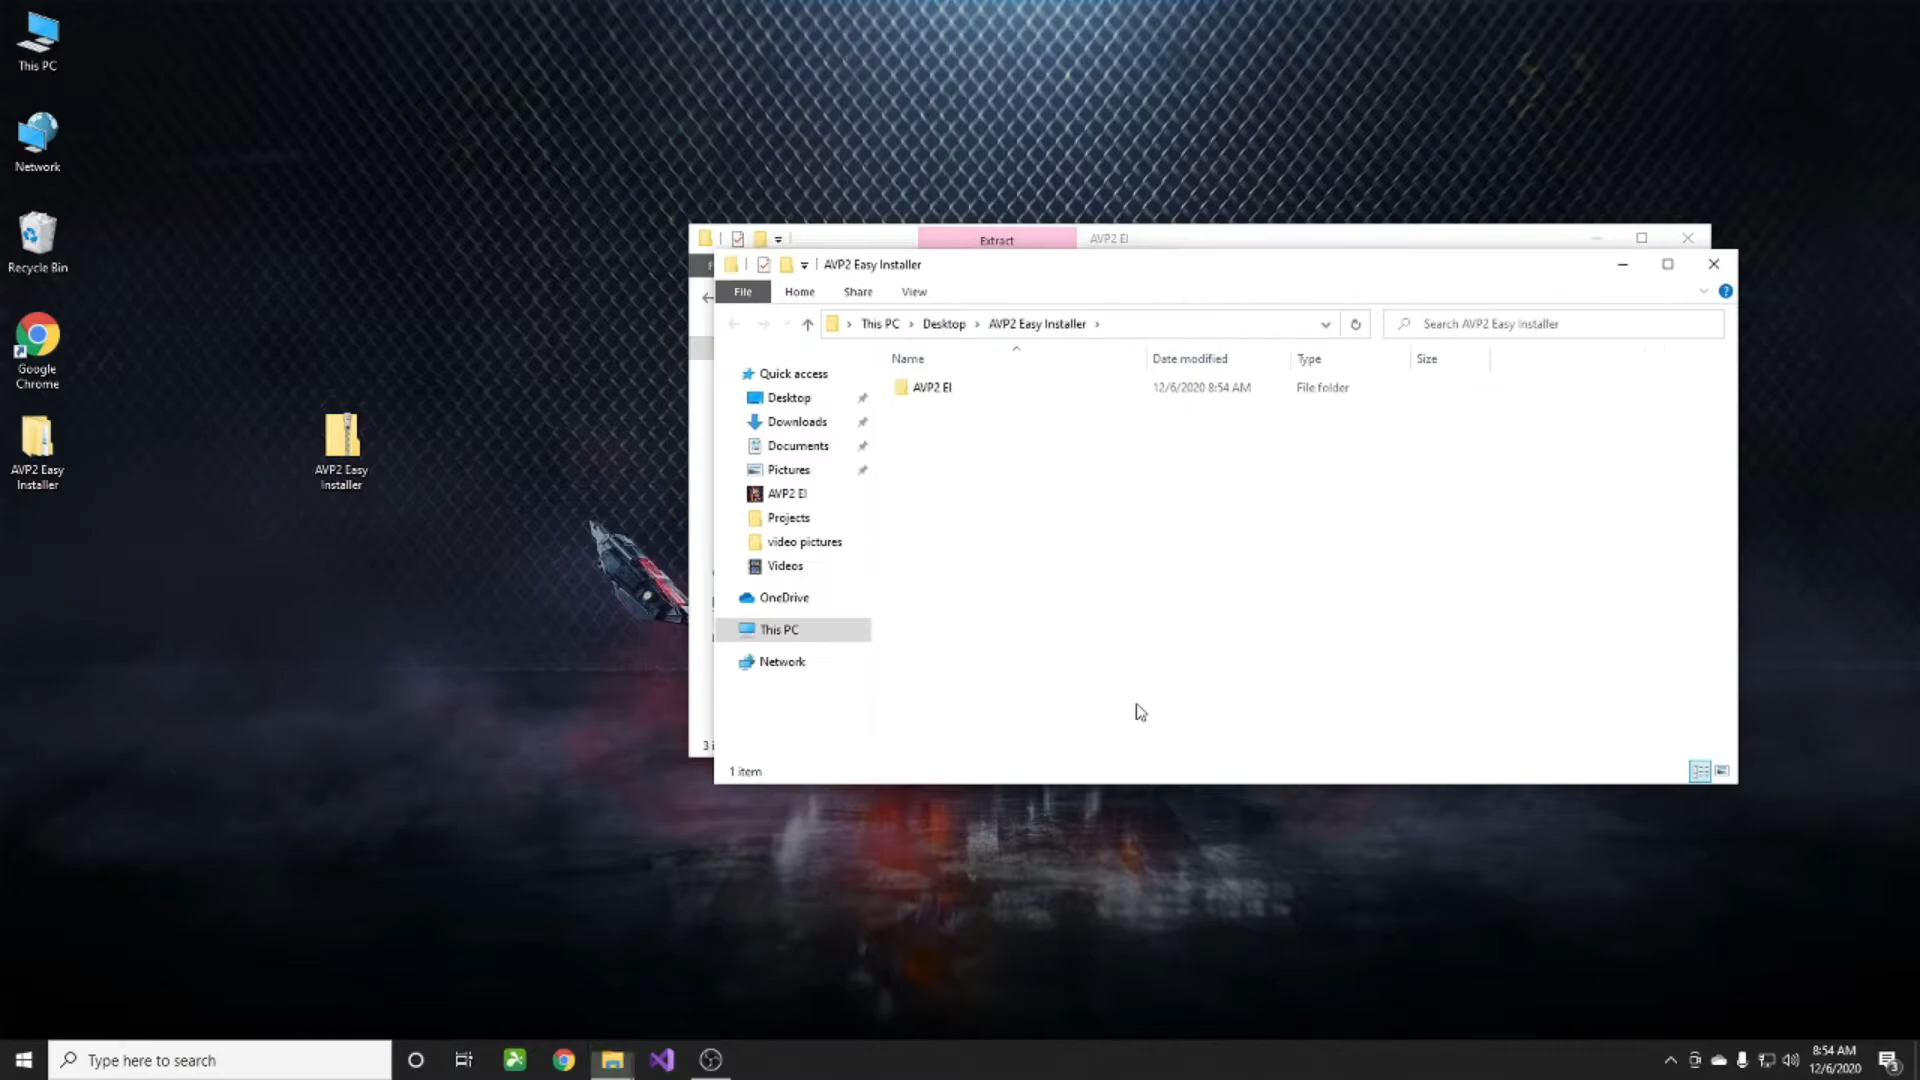 This PC
Network
Recycle Bin
Google
Chrome
AVP2 Easy
Installer
AVP2 Easy
Installer
Extract
AVP2 EI
AVP2 Easy Installer
File
Home
Share
View
This PC
Desktop
AVP2 Easy Installer
Search AVP2 Easy Installer
Name
Date modified
Type
Size
AVP2 EI
12/6/2020 8:54 AM
File folder
Quick access
Desktop
Downloads
Documents
Pictures
AVP2 EI
Projects
video pictures
Videos
OneDrive
This PC
Network
3 i
1 item
Type here to search
8:54 AM
12/6/2020
3